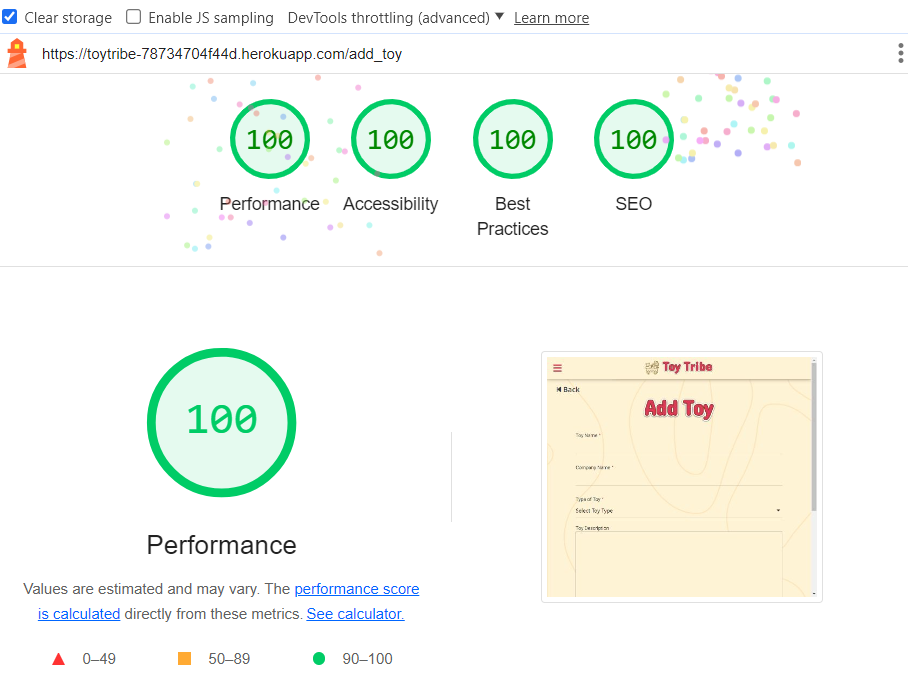 Clear storage Enable JS sampling DevTools throttling (advanced) Learn more
https://toytribe-78734704f44d.herokuapp.com/add_toy
100 100 100 100
Performance Accessibility Best Practices SEO
100
Performance
Values are estimated and may vary. The performance score
is calculated directly from these metrics. See calculator.
0–49 50–89 90–100
Toy Tribe
Back
Add Toy
Toy Name *
Company Name *
Type of Toy *
Select Toy Type
Toy Description